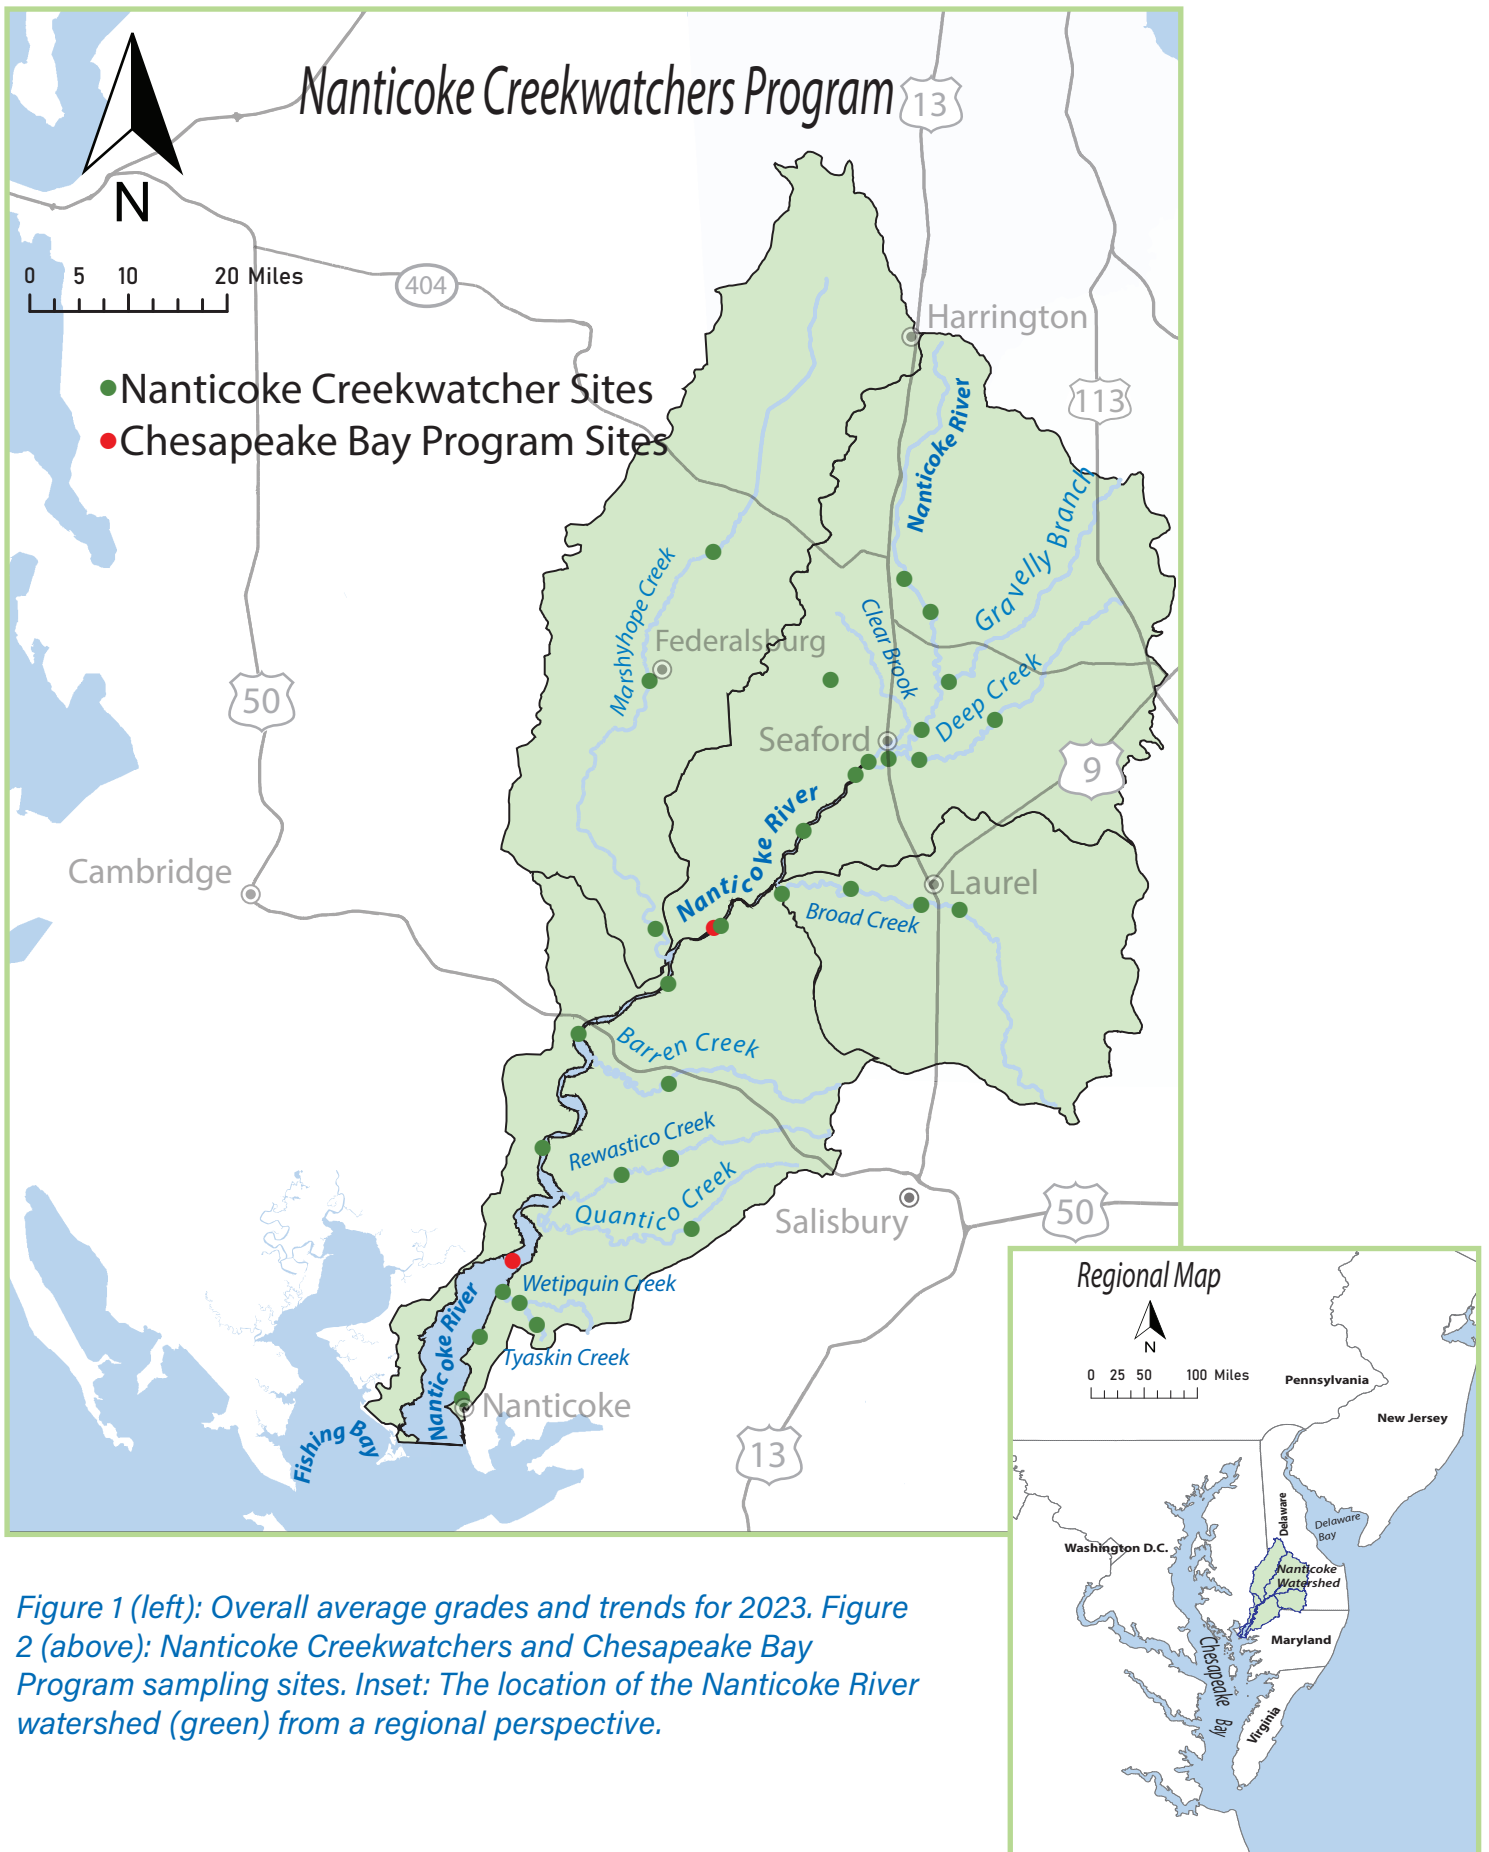 Nanticoke Creekwatchers Program
13
N
0 5 10 20 Miles
404
Harrington
113
Nanticoke Creekwatcher Sites
Chesapeake Bay Program Sites
Nanticoke River
Gravelly Branch
Marshyhope Creek
Clear Brook
Federalsburg
50
Deep Creek
Seaford
9
Nanticoke River
Cambridge
Laurel
Broad Creek
Barren Creek
Rewastico Creek
Quantico Creek
Salisbury
50
Wetipquin Creek
Nanticoke River
Tyaskin Creek
Nanticoke
Fishing Bay
13
Regional Map
N
0 25 50 100 Miles
Pennsylvania
New Jersey
Delaware
Delaware
Bay
Washington D.C.
Nanticoke
Watershed
Maryland
Chesapeake Bay
Virginia
Figure 1 (left): Overall average grades and trends for 2023. Figure
2 (above): Nanticoke Creekwatchers and Chesapeake Bay
Program sampling sites. Inset: The location of the Nanticoke River
watershed (green) from a regional perspective.